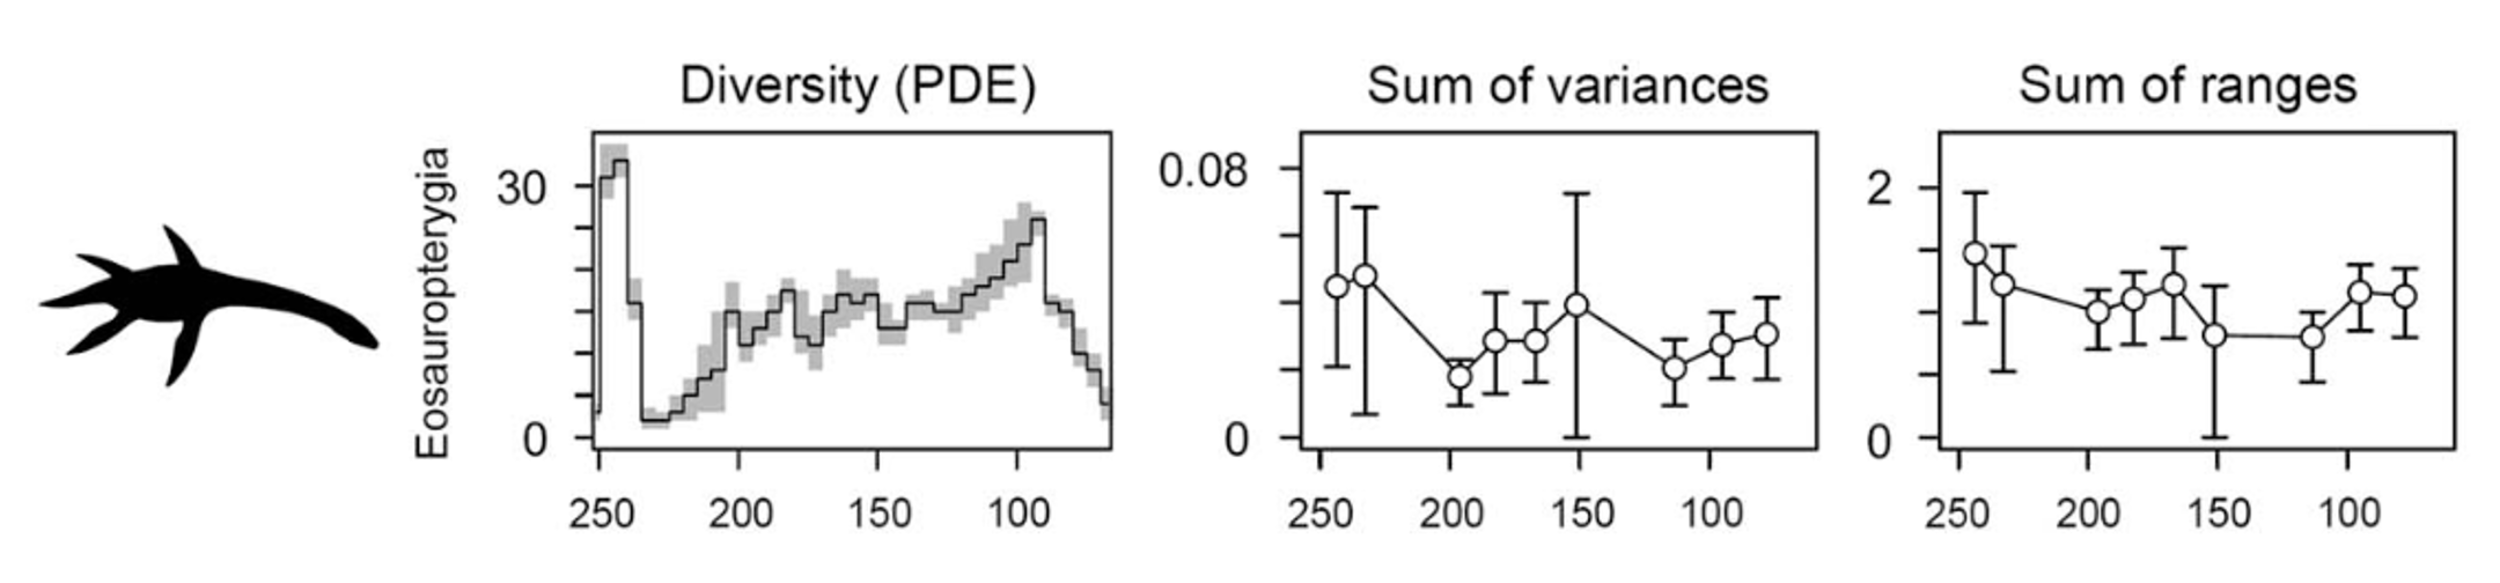 Diversity (PDE)
Sum of variances
Sum of ranges
Eosauropterygia
30
0
250 200 150 100
0.08
0
250 200 150 100
2
0
250 200 150 100